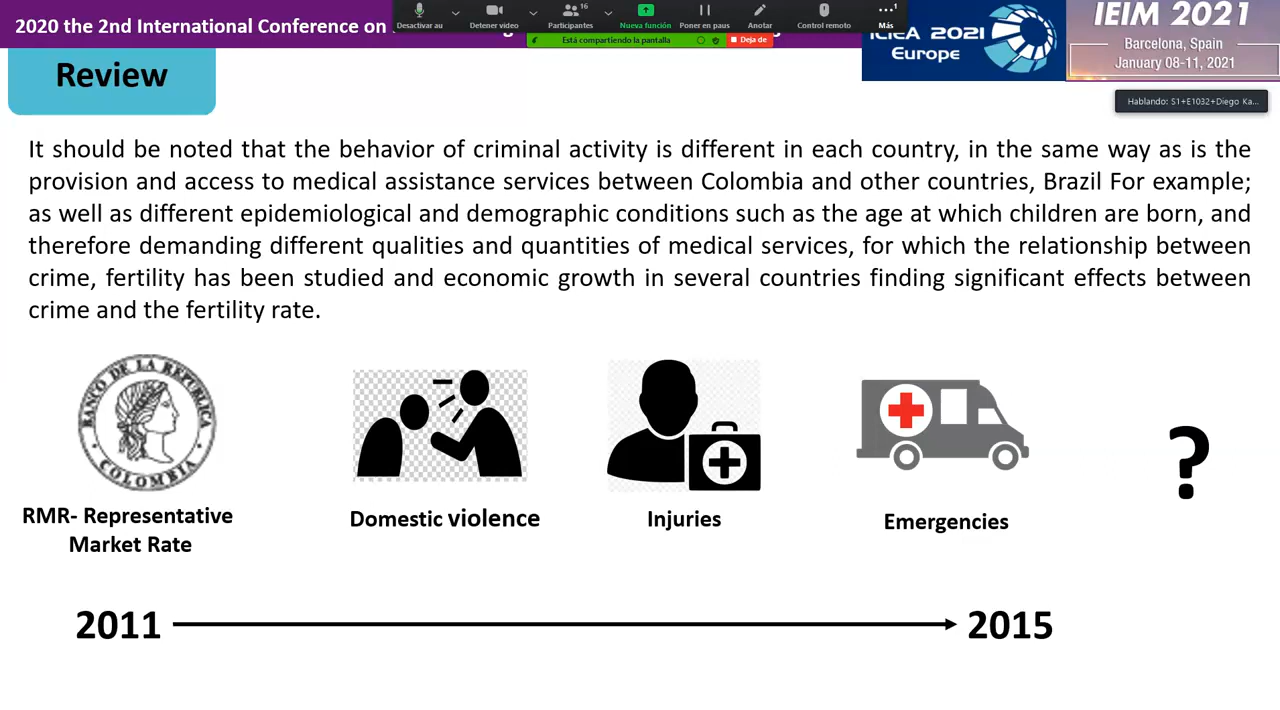 2020 the 2nd International Conference on
Desactivar au
Detener video
Participantes
16
Nueva función
Poner en paus
Anotar
Control remoto
Más
1
Está compartiendo la pantalla
Deja de
ICIEA 2021
Europe
IEIM 2021
Barcelona, Spain
January 08-11, 2021
Hablando: S1+E1032+Diego Ka...
Review
It should be noted that the behavior of criminal activity is different in each country, in the same way as is the
provision and access to medical assistance services between Colombia and other countries, Brazil For example;
as well as different epidemiological and demographic conditions such as the age at which children are born, and
therefore demanding different qualities and quantities of medical services, for which the relationship between
crime, fertility has been studied and economic growth in several countries finding significant effects between
crime and the fertility rate.
BANCO DE LA REPUBLICA
COLOMBIA
?
RMR- Representative
Market Rate
Domestic violence
Injuries
Emergencies
2011
2015